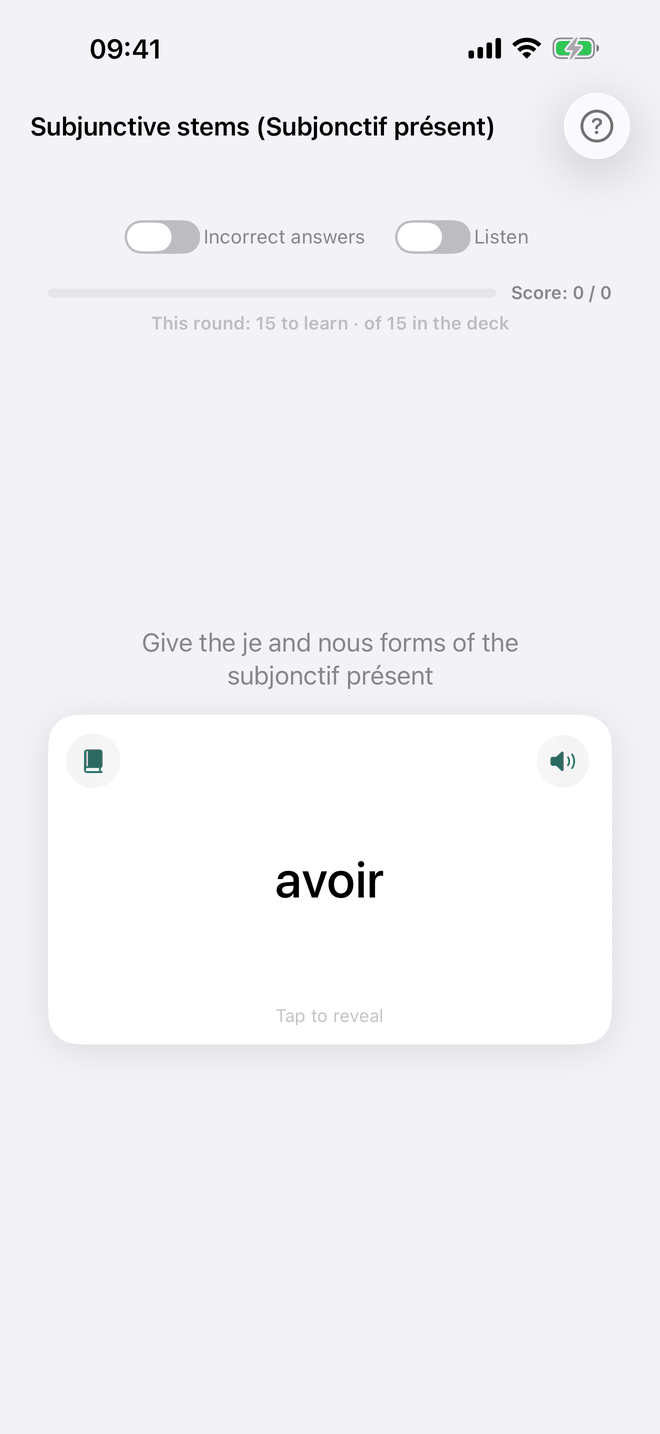 09:41
Subjunctive stems (Subjonctif présent)
Incorrect answers
Listen
Score: 0 / 0
This round: 15 to learn · of 15 in the deck
Give the je and nous forms of the
subjonctif présent
avoir
Tap to reveal